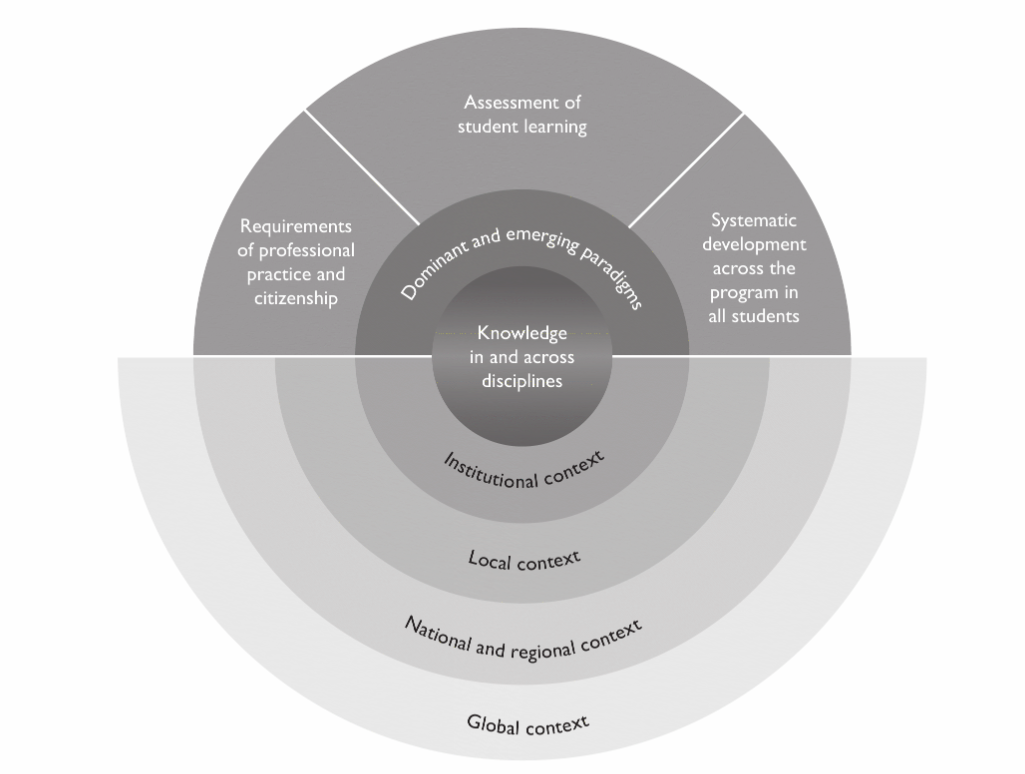 Assessment of
student learning
Requirements
of professional
practice and
citizenship
Systematic
development
across the
program in
all students
Dominant and emerging paradigms
Knowledge
in and across
disciplines
Institutional context
Local context
National and regional context
Global context